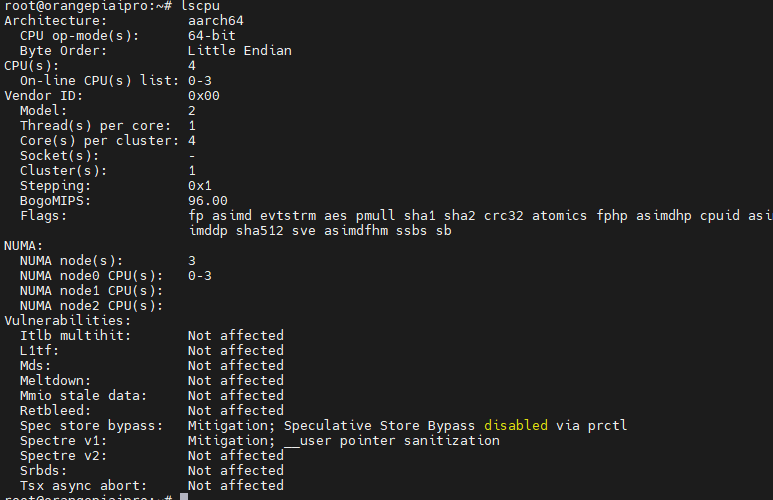 root@orangepiaipro:~# lscpu
Architecture: aarch64
CPU op-mode(s): 64-bit
Byte Order: Little Endian
CPU(s): 4
On-line CPU(s) list: 0-3
Vendor ID: 0x00
Model: 2
Thread(s) per core: 1
Core(s) per cluster: 4
Socket(s): -
Cluster(s): 1
Stepping: 0x1
BogoMIPS: 96.00
Flags: fp asimd evtstrm aes pmull sha1 sha2 crc32 atomics fphp asimdhp cpuid asi
imddp sha512 sve asimdfhm ssbs sb
NUMA:
NUMA node(s): 3
NUMA node0 CPU(s): 0-3
NUMA node1 CPU(s):
NUMA node2 CPU(s):
Vulnerabilities:
Itlb multihit: Not affected
L1tf: Not affected
Mds: Not affected
Meltdown: Not affected
Mmio stale data: Not affected
Retbleed: Not affected
Spec store bypass: Mitigation; Speculative Store Bypass disabled via prctl
Spectre v1: Mitigation; __user pointer sanitization
Spectre v2: Not affected
Srbds: Not affected
Tsx async abort: Not affected
root@orangepiaipro:~#